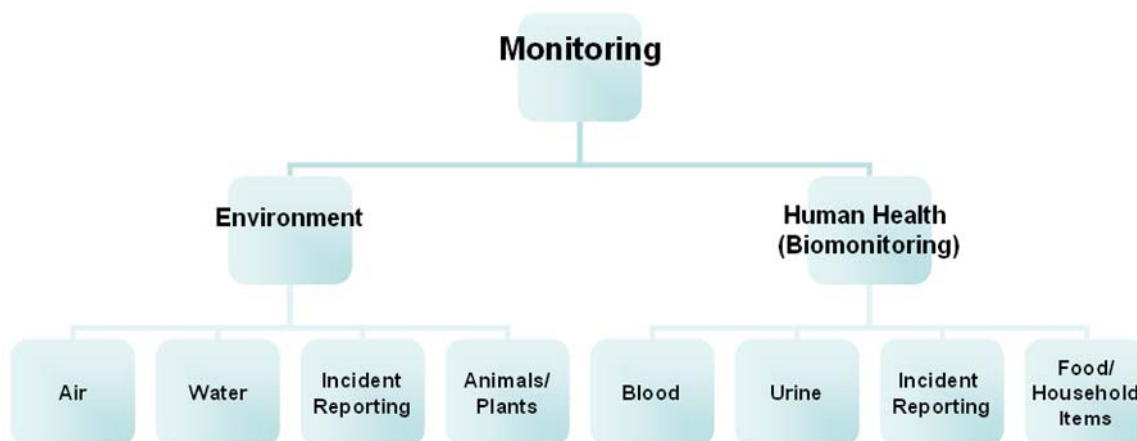 Monitoring
Environment
Human Health
(Biomonitoring)
Air
Water
Incident
Reporting
Animals/
Plants
Blood
Urine
Incident
Reporting
Food/
Household
Items